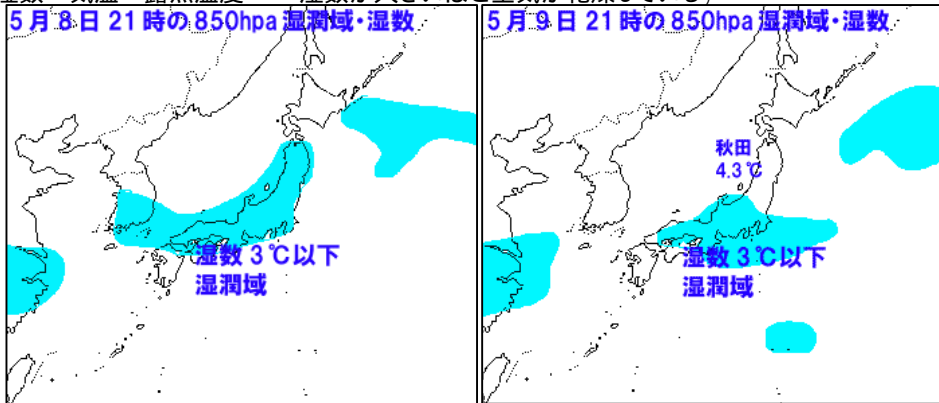 5月8日21時の850hpa湿潤域・湿数
湿数3℃以下
湿潤域
5月9日21時の850hpa湿潤域・湿数
秋田
4.3℃
湿数3℃以下
湿潤域